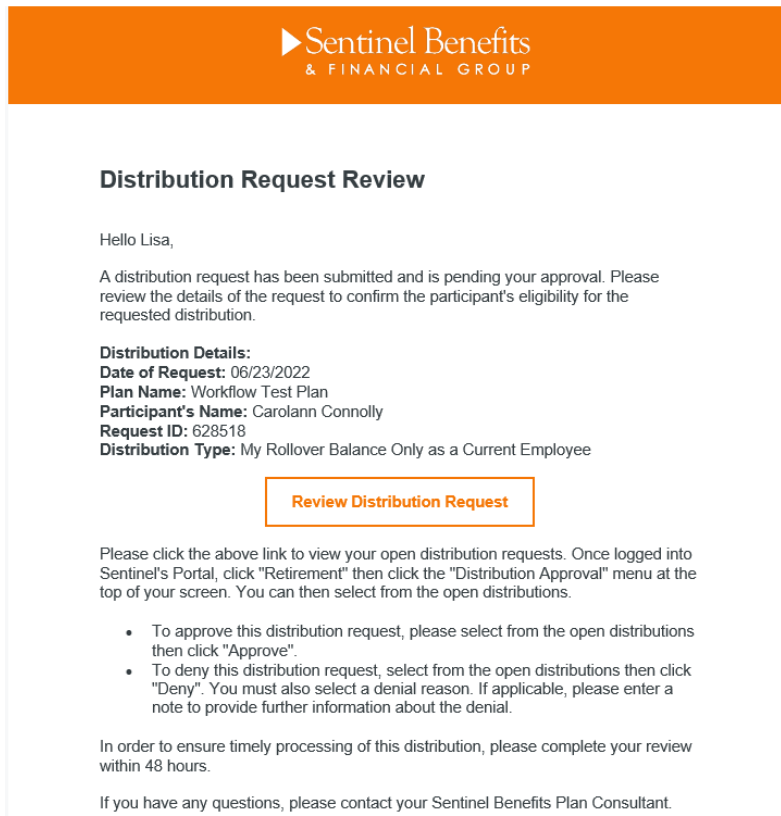 Sentinel Benefits
& FINANCIAL GROUP
Distribution Request Review
Hello Lisa,
A distribution request has been submitted and is pending your approval. Please
review the details of the request to confirm the participant's eligibility for the
requested distribution.
Distribution Details:
Date of Request: 06/23/2022
Plan Name: Workflow Test Plan
Participant's Name: Carolann Connolly
Request ID: 628518
Distribution Type: My Rollover Balance Only as a Current Employee
Review Distribution Request
Please click the above link to view your open distribution requests. Once logged into
Sentinel's Portal, click "Retirement" then click the "Distribution Approval" menu at the
top of your screen. You can then select from the open distributions.
• To approve this distribution request, please select from the open distributions
then click "Approve".
• To deny this distribution request, select from the open distributions then click
"Deny". You must also select a denial reason. If applicable, please enter a
note to provide further information about the denial.
In order to ensure timely processing of this distribution, please complete your review
within 48 hours.
If you have any questions, please contact your Sentinel Benefits Plan Consultant.